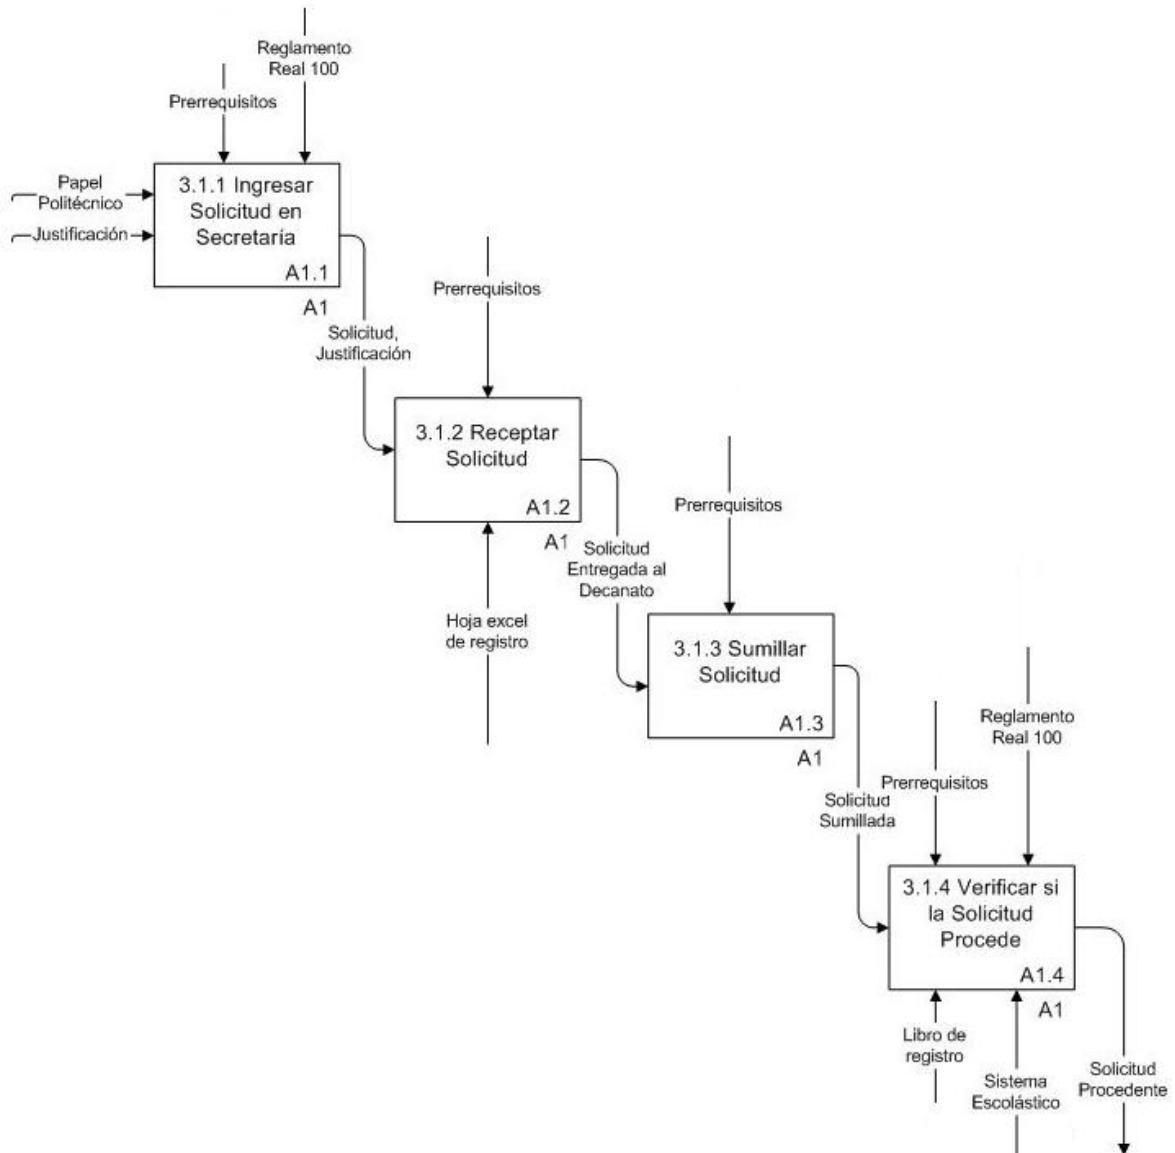 Reglamento
Real 100
Prerrequisitos
Papel
Politécnico
Justificación
3.1.1 Ingresar
Solicitud en
Secretaría
A1.1
A1
Solicitud,
Justificación
Prerrequisitos
3.1.2 Receptar
Solicitud
A1.2
A1
Hoja excel
de registro
Solicitud
Entregada al
Decanato
Prerrequisitos
3.1.3 Sumillar
Solicitud
A1.3
A1
Solicitud
Sumillada
Prerrequisitos
Reglamento
Real 100
3.1.4 Verificar si
la Solicitud
Procede
A1.4
A1
Libro de
registro
Sistema
Escolástico
Solicitud
Procedente